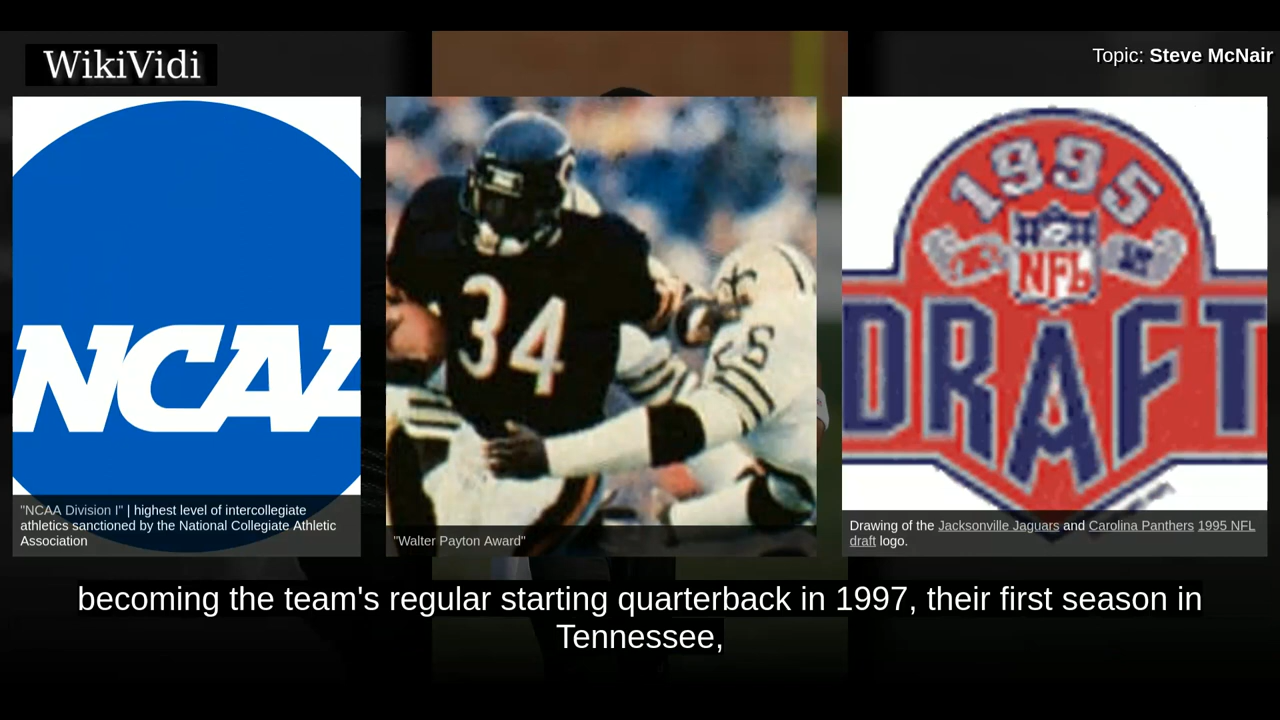 WikiVidi
Topic: Steve McNair
NCAA
"NCAA Division I" | highest level of intercollegiate
athletics sanctioned by the National Collegiate Athletic
Association
34
"Walter Payton Award"
1995
NFL
DRAFT
Drawing of the Jacksonville Jaguars and Carolina Panthers 1995 NFL
draft logo.
becoming the team's regular starting quarterback in 1997, their first season in
Tennessee,